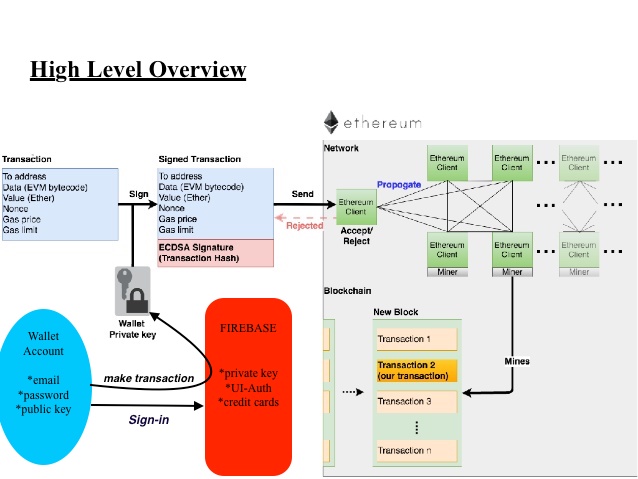 High Level Overview
ethereum
Transaction
To address
Data (EVM bytecode)
Value (Ether)
Nonce
Gas price
Gas limit
Sign
Signed Transaction
To address
Data (EVM bytecode)
Value (Ether)
Nonce
Gas price
Gas limit
ECDSA Signature
(Transaction Hash)
Send
Rejected
Network
Ethereum
Client
Accept/
Reject
Propogate
Ethereum
Client
Ethereum
Client
Ethereum
Client
Ethereum
Client
Miner
Ethereum
Client
Miner
Ethereum
Client
Miner
Wallet
Private key
Wallet
Account
*email
*password
*public key
make transaction
Sign-in
FIREBASE
*private key
*UI-Auth
*credit cards
Blockchain
New Block
Transaction 1
Transaction 2
(our transaction)
Transaction 3
Transaction n
Mines